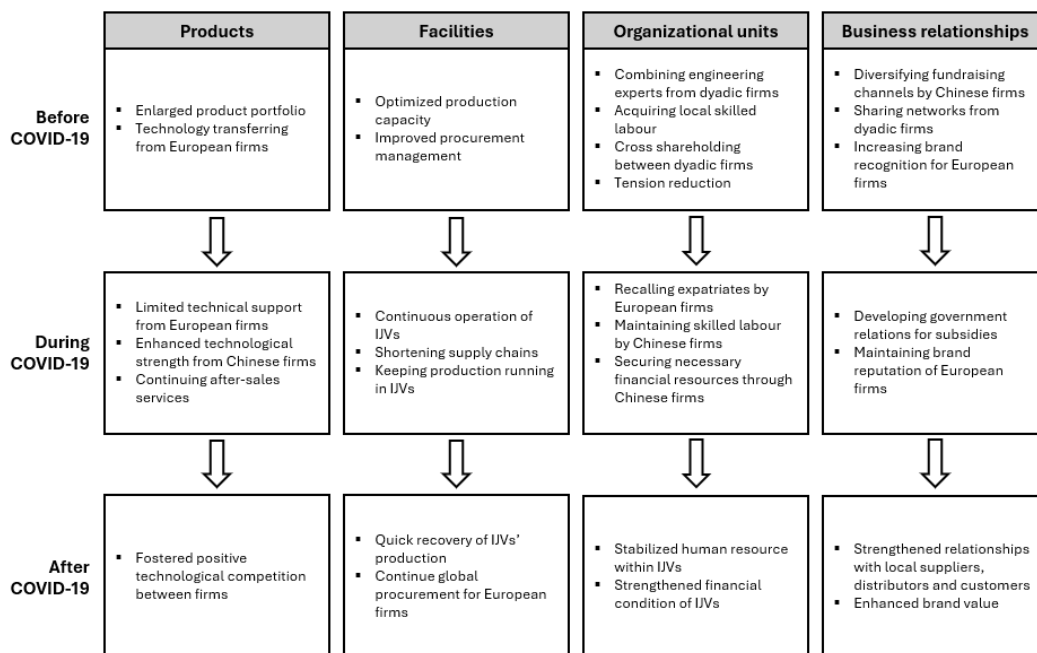 Products
Facilities
Organizational units
Business relationships
Before
COVID-19
▪ Enlarged product portfolio
▪ Technology transferring
from European firms
▪ Optimized production
capacity
▪ Improved procurement
management
▪ Combining engineering
experts from dyadic firms
▪ Acquiring local skilled
labour
▪ Cross shareholding
between dyadic firms
▪ Tension reduction
▪ Diversifying fundraising
channels by Chinese firms
▪ Sharing networks from
dyadic firms
▪ Increasing brand
recognition for European
firms
During
COVID-19
▪ Limited technical support
from European firms
▪ Enhanced technological
strength from Chinese firms
▪ Continuing after-sales
services
▪ Continuous operation of
IJVs
▪ Shortening supply chains
▪ Keeping production running
in IJVs
▪ Recalling expatriates by
European firms
▪ Maintaining skilled labour
by Chinese firms
▪ Securing necessary
financial resources through
Chinese firms
▪ Developing government
relations for subsidies
▪ Maintaining brand
reputation of European
firms
After
COVID-19
▪ Fostered positive
technological competition
between firms
▪ Quick recovery of IJVs’
production
▪ Continue global
procurement for European
firms
▪ Stabilized human resource
within IJVs
▪ Strengthened financial
condition of IJVs
▪ Strengthened relationships
with local suppliers,
distributors and customers
▪ Enhanced brand value